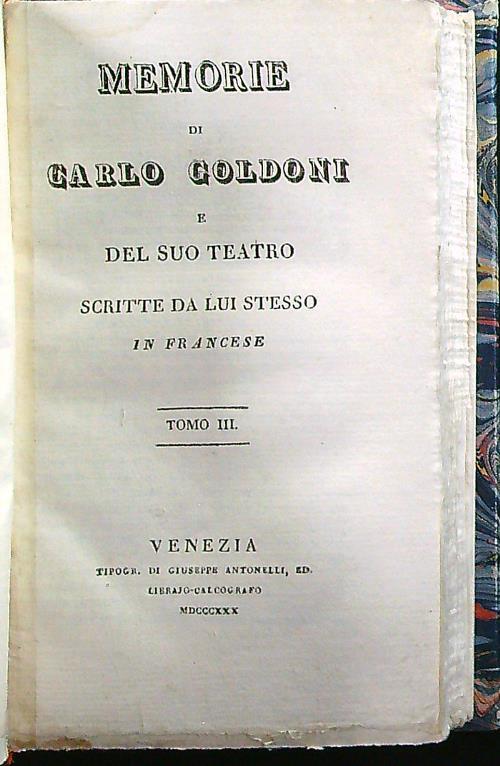 MEMORIE
DI
CARLO GOLDONI
E
DEL SUO TEATRO
SCRITTE DA LUI STESSO
IN FRANCESE
TOMO III.
VENEZIA
TIPOGR. DI GIUSEPPE ANTONELLI, ED.
LIBRAJO-CALCOGRAFO
MDCCCXXX